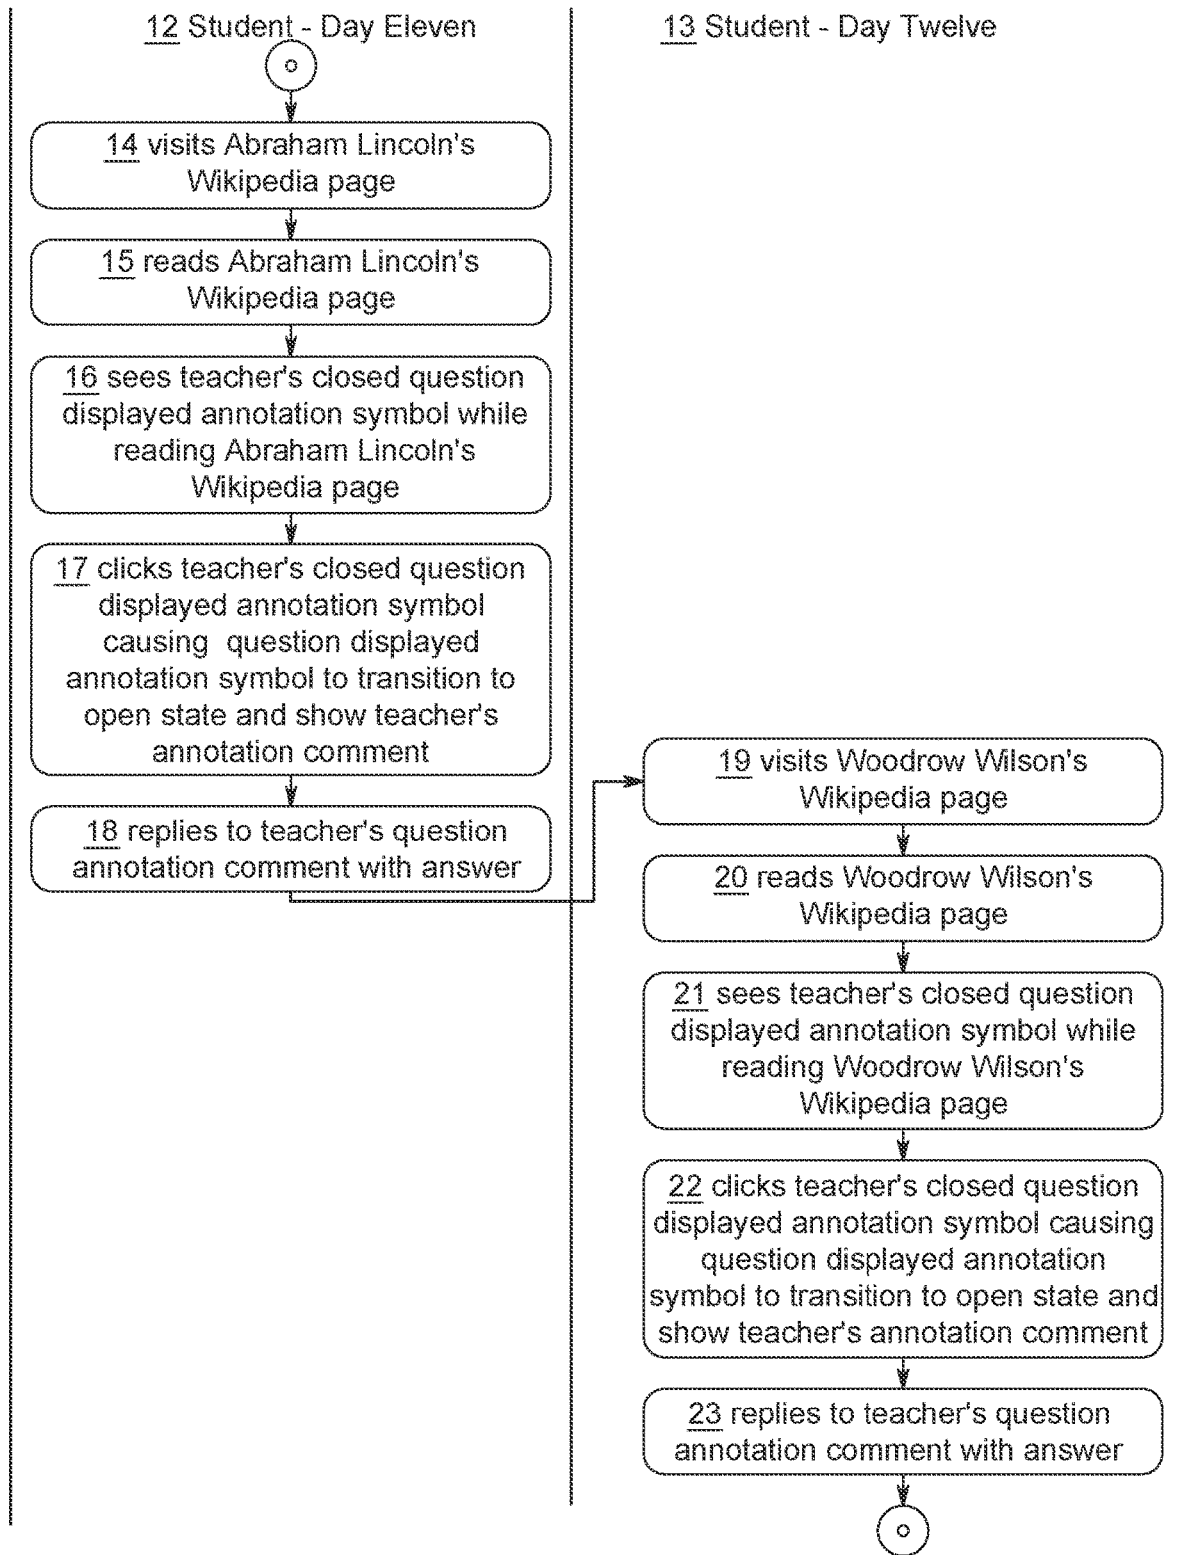 12 Student - Day Eleven
14 visits Abraham Lincoln's
Wikipedia page
15 reads Abraham Lincoln's
Wikipedia page
16 sees teacher's closed question
displayed annotation symbol while
reading Abraham Lincoln's
Wikipedia page
17 clicks teacher's closed question
displayed annotation symbol
causing question displayed
annotation symbol to transition to
open state and show teacher's
annotation comment
18 replies to teacher's question
annotation comment with answer
13 Student - Day Twelve
19 visits Woodrow Wilson's
Wikipedia page
20 reads Woodrow Wilson's
Wikipedia page
21 sees teacher's closed question
displayed annotation symbol while
reading Woodrow Wilson's
Wikipedia page
22 clicks teacher's closed question
displayed annotation symbol causing
question displayed annotation
symbol to transition to open state and
show teacher's annotation comment
23 replies to teacher's question
annotation comment with answer